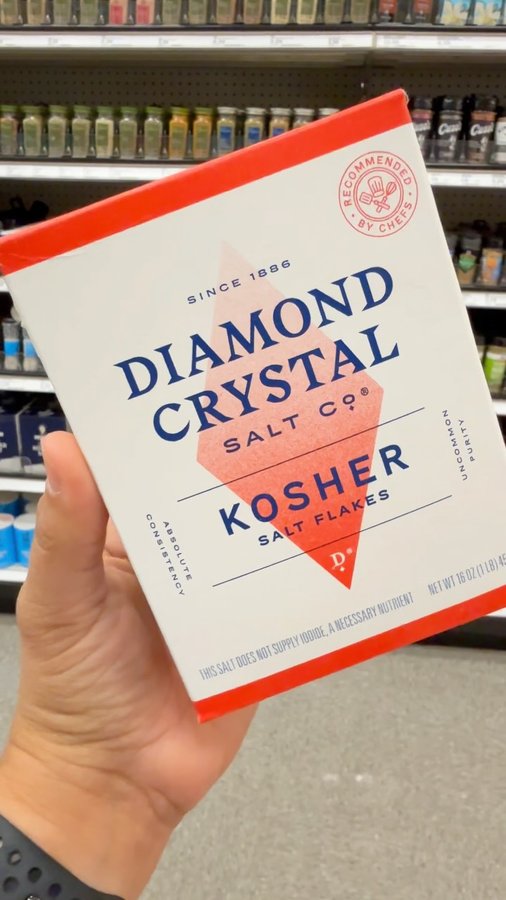 RECOMMENDED
• BY CHEFS •
SINCE 1886
DIAMOND
CRYSTAL
SALT Co®
KOSHER
SALT FLAKES
ABSOLUTE
CONSISTENCY
UNCOMMON
PURITY
D
THIS SALT DOES NOT SUPPLY IODIDE, A NECESSARY NUTRIENT
NET WT 16 OZ (1 LB)